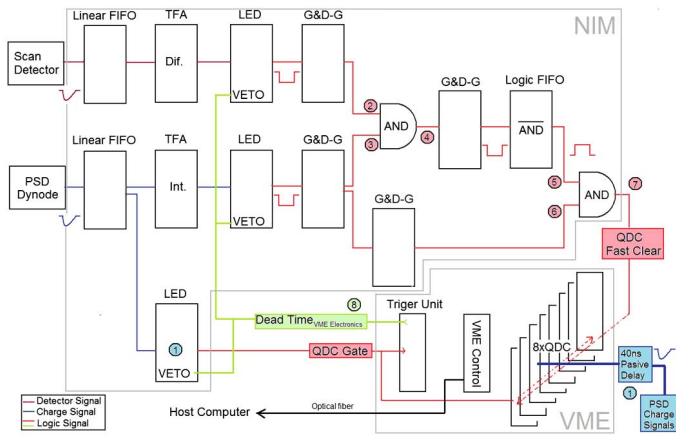 Linear FIFO
TFA
LED
G&D-G
NIM
Scan
Detector
Dif.
VETO
G&D-G
Logic FIFO
2
AND
AND
3
4
Linear FIFO
TFA
LED
G&D-G
PSD
Dynode
Int.
VETO
5
AND
7
6
G&D-G
QDC
Fast Clear
LED
8
Triger Unit
Dead Time VME Electronics
1
VME Control
8xQDC
QDC Gate
40ns
Pasive
Delay
VETO
1
Detector Signal
Charge Signal
Logic Signal
Host Computer
Optical fiber
VME
PSD
Charge
Signals